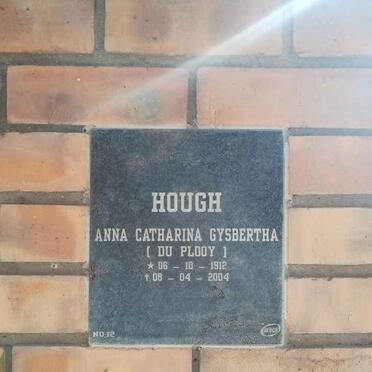 HOUGH
ANNA CATHARINA GYSBERTHA
( DU PLOOY )
★ 06 - 10 - 1912
† 08 - 04 - 2004
NO:12